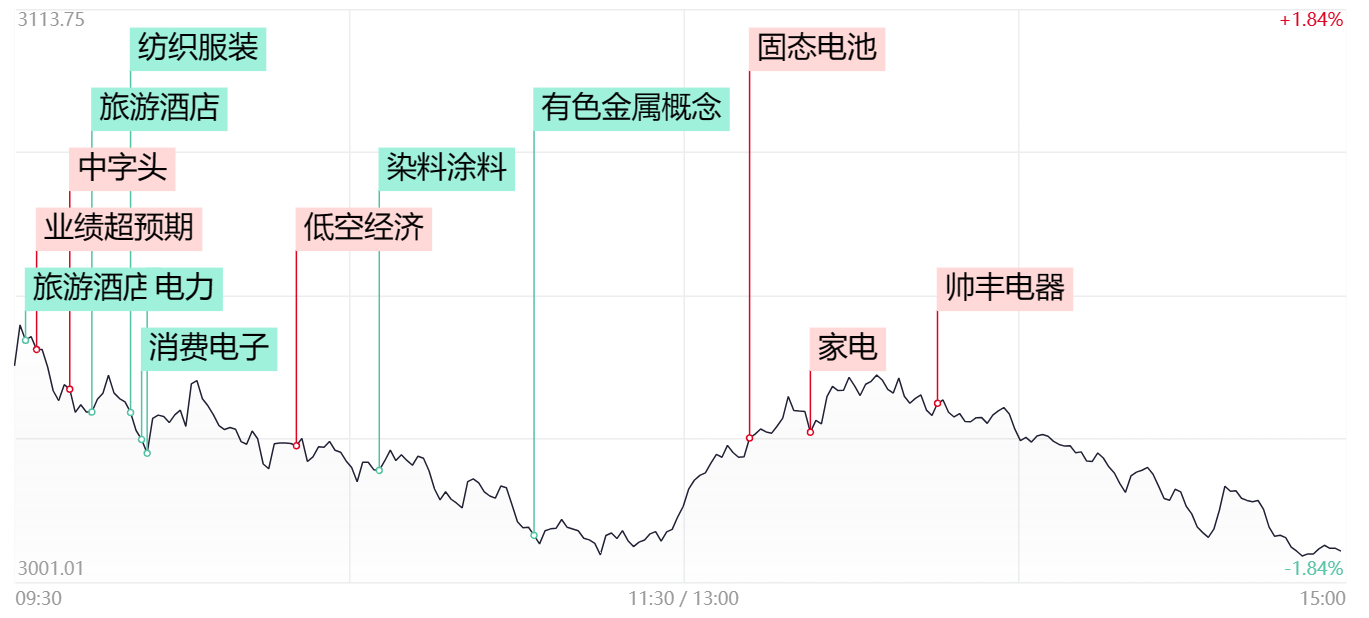 3113.75
+1.84%
纺织服装
固态电池
旅游酒店
有色金属概念
中字头
染料涂料
业绩超预期
低空经济
旅游酒店
电力
帅丰电器
消费电子
家电
3001.01
-1.84%
09:30
11:30 / 13:00
15:00